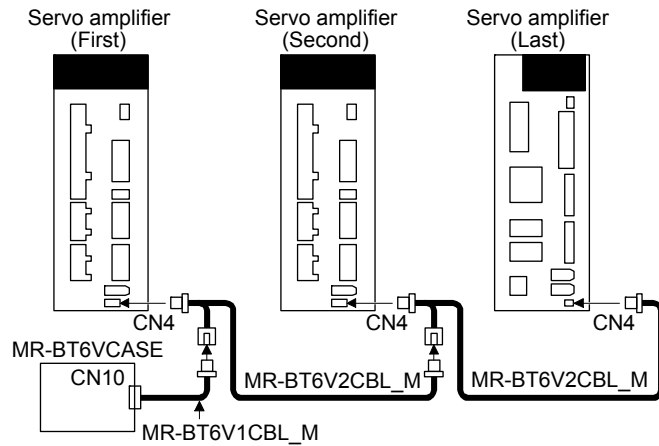 Servo amplifier
(First)
Servo amplifier
(Second)
Servo amplifier
(Last)
CN4
CN4
CN4
MR-BT6VCASE
CN10
MR-BT6V2CBL_M
MR-BT6V2CBL_M
MR-BT6V1CBL_M